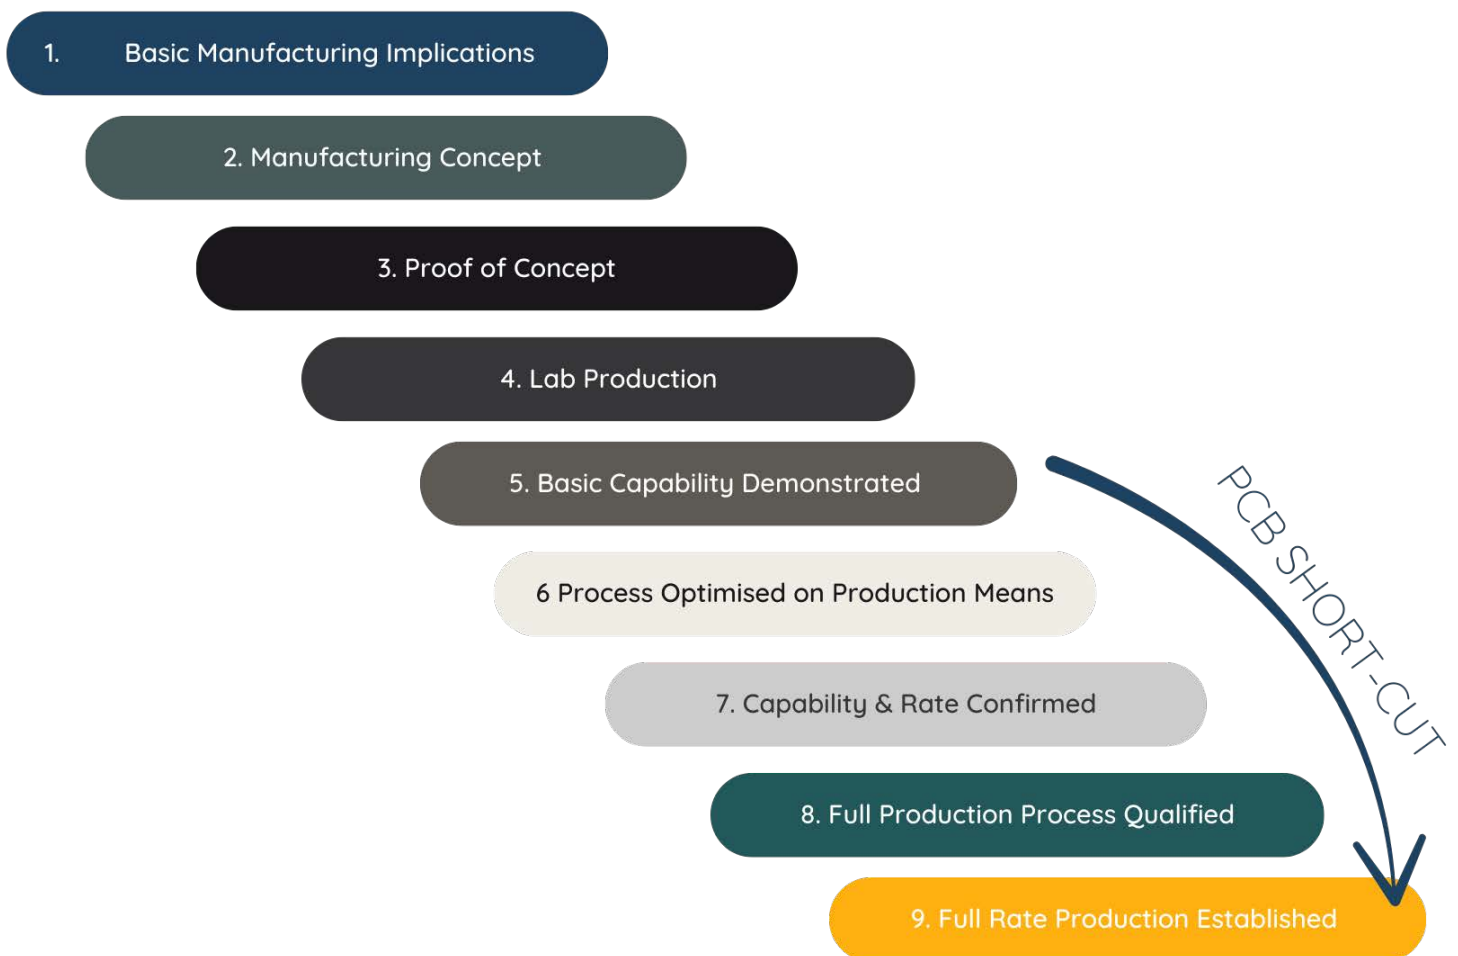 1. Basic Manufacturing Implications
2. Manufacturing Concept
3. Proof of Concept
4. Lab Production
5. Basic Capability Demonstrated
PCB SHORT-CUT
6 Process Optimised on Production Means
7. Capability & Rate Confirmed
8. Full Production Process Qualified
9. Full Rate Production Established